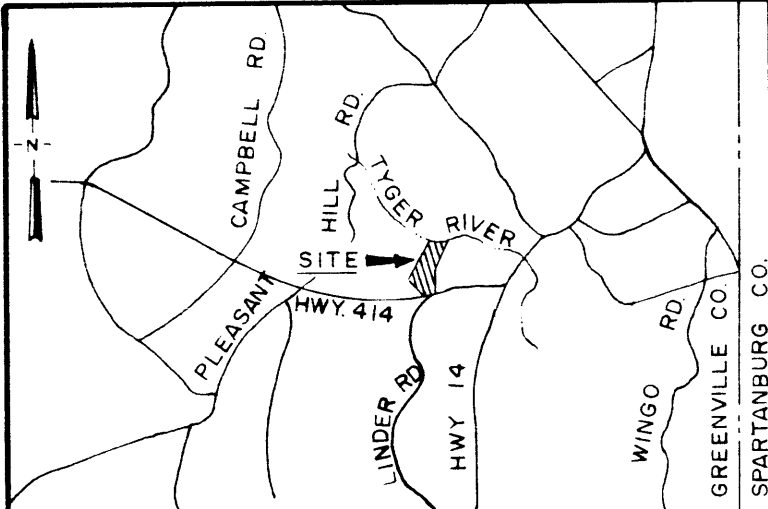 CAMPBELL RD.
N
PLEASANT
HILL
RD.
TYGER
RIVER
SITE
HWY. 414
LINDER RD
HWY 14
WINGO
RD.
GREENVILLE CO.
SPARTANBURG CO.